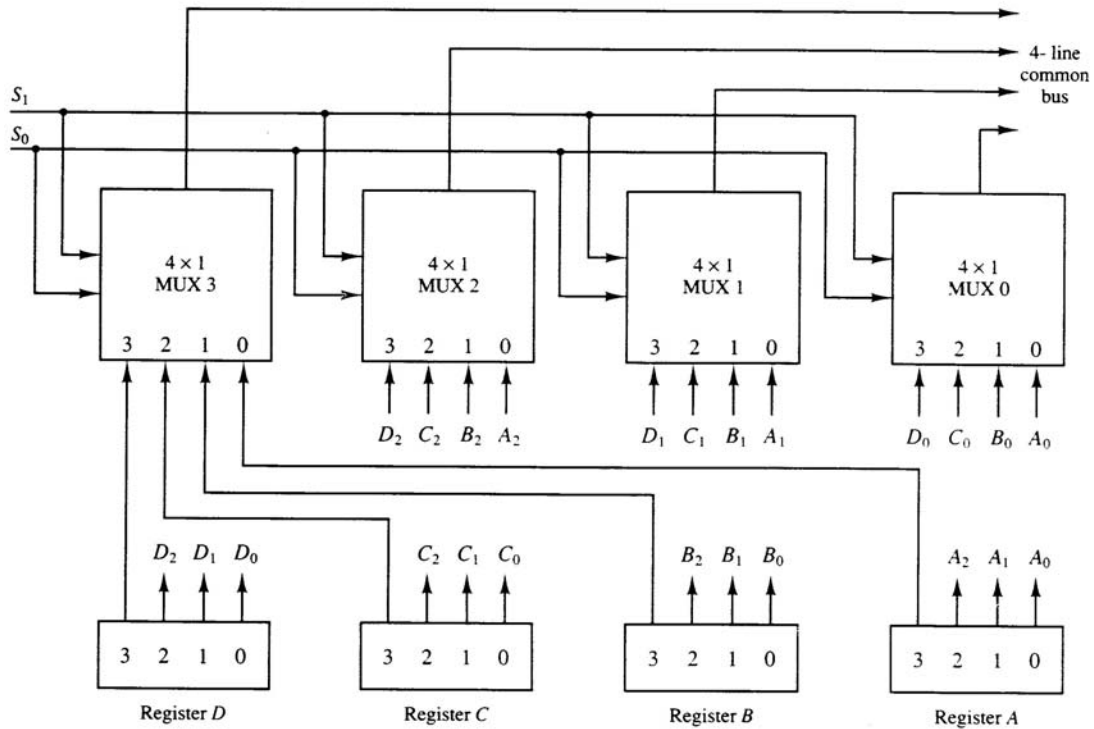 4- line
common
bus
S₁
S₀
4 × 1
MUX 3
4 × 1
MUX 2
4 × 1
MUX 1
4 × 1
MUX 0
3 2 1 0
3 2 1 0
3 2 1 0
3 2 1 0
D₂ C₂ B₂ A₂
D₁ C₁ B₁ A₁
D₀ C₀ B₀ A₀
D₂ D₁ D₀
C₂ C₁ C₀
B₂ B₁ B₀
A₂ A₁ A₀
3 2 1 0
3 2 1 0
3 2 1 0
3 2 1 0
Register D
Register C
Register B
Register A